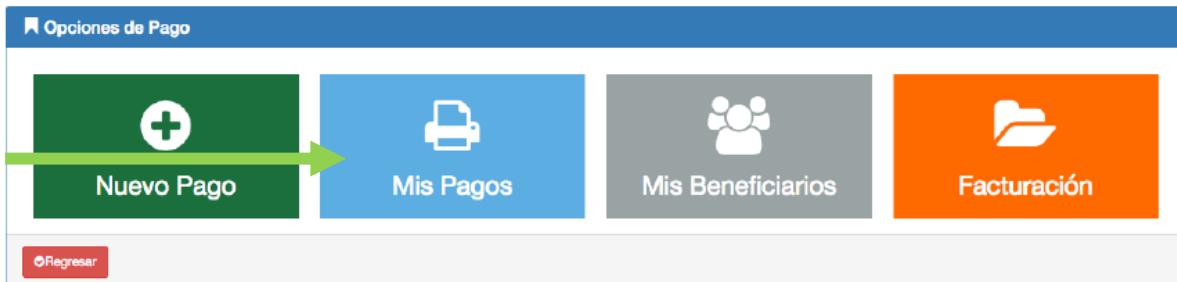 Opciones de Pago
Nuevo Pago
Mis Pagos
Mis Beneficiarios
Facturación
Regresar